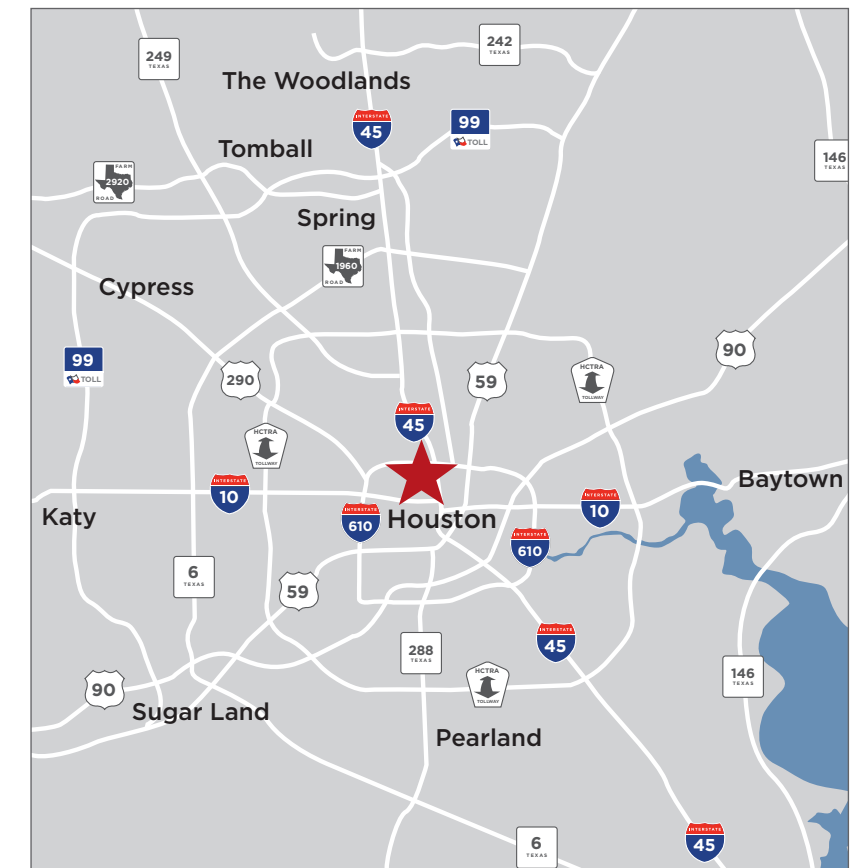 249
TEXAS
242
TEXAS
The Woodlands
INTERSTATE
45
99
TOLL
Tomball
146
TEXAS
FARM
2920
ROAD
Spring
FARM
1960
ROAD
Cypress
99
TOLL
290
59
HCTRA
TOLLWAY
90
INTERSTATE
45
HCTRA
TOLLWAY
INTERSTATE
10
INTERSTATE
10
Baytown
Katy
INTERSTATE
610
Houston
INTERSTATE
610
6
TEXAS
59
INTERSTATE
45
288
TEXAS
HCTRA
TOLLWAY
146
TEXAS
90
Sugar Land
Pearland
6
TEXAS
INTERSTATE
45